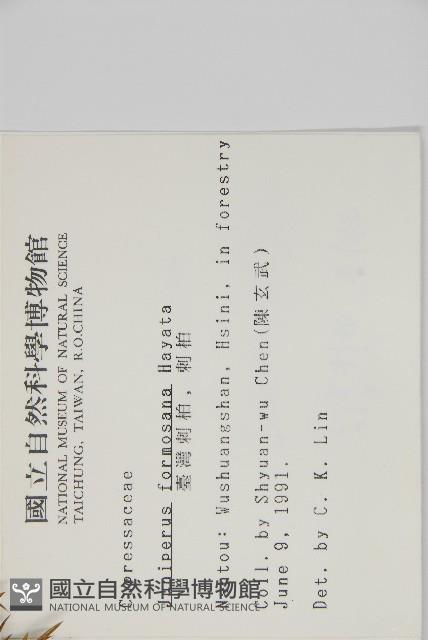 國立自然科學博物館
NATIONAL MUSEUM OF NATURAL SCIENCE
TAICHUNG, TAIWAN, R.O.CHINA
Cupressaceae
Juniperus formosana Hayata
臺灣刺柏，刺柏
Nantou: Wushuangshan, Hsini, in forestry
Coll. by Shyuan-wu Chen(陳玄武)
June 9, 1991.
Det. by C. K. Lin
國立自然科學博物館
NATIONAL MUSEUM OF NATURAL SCIENCE